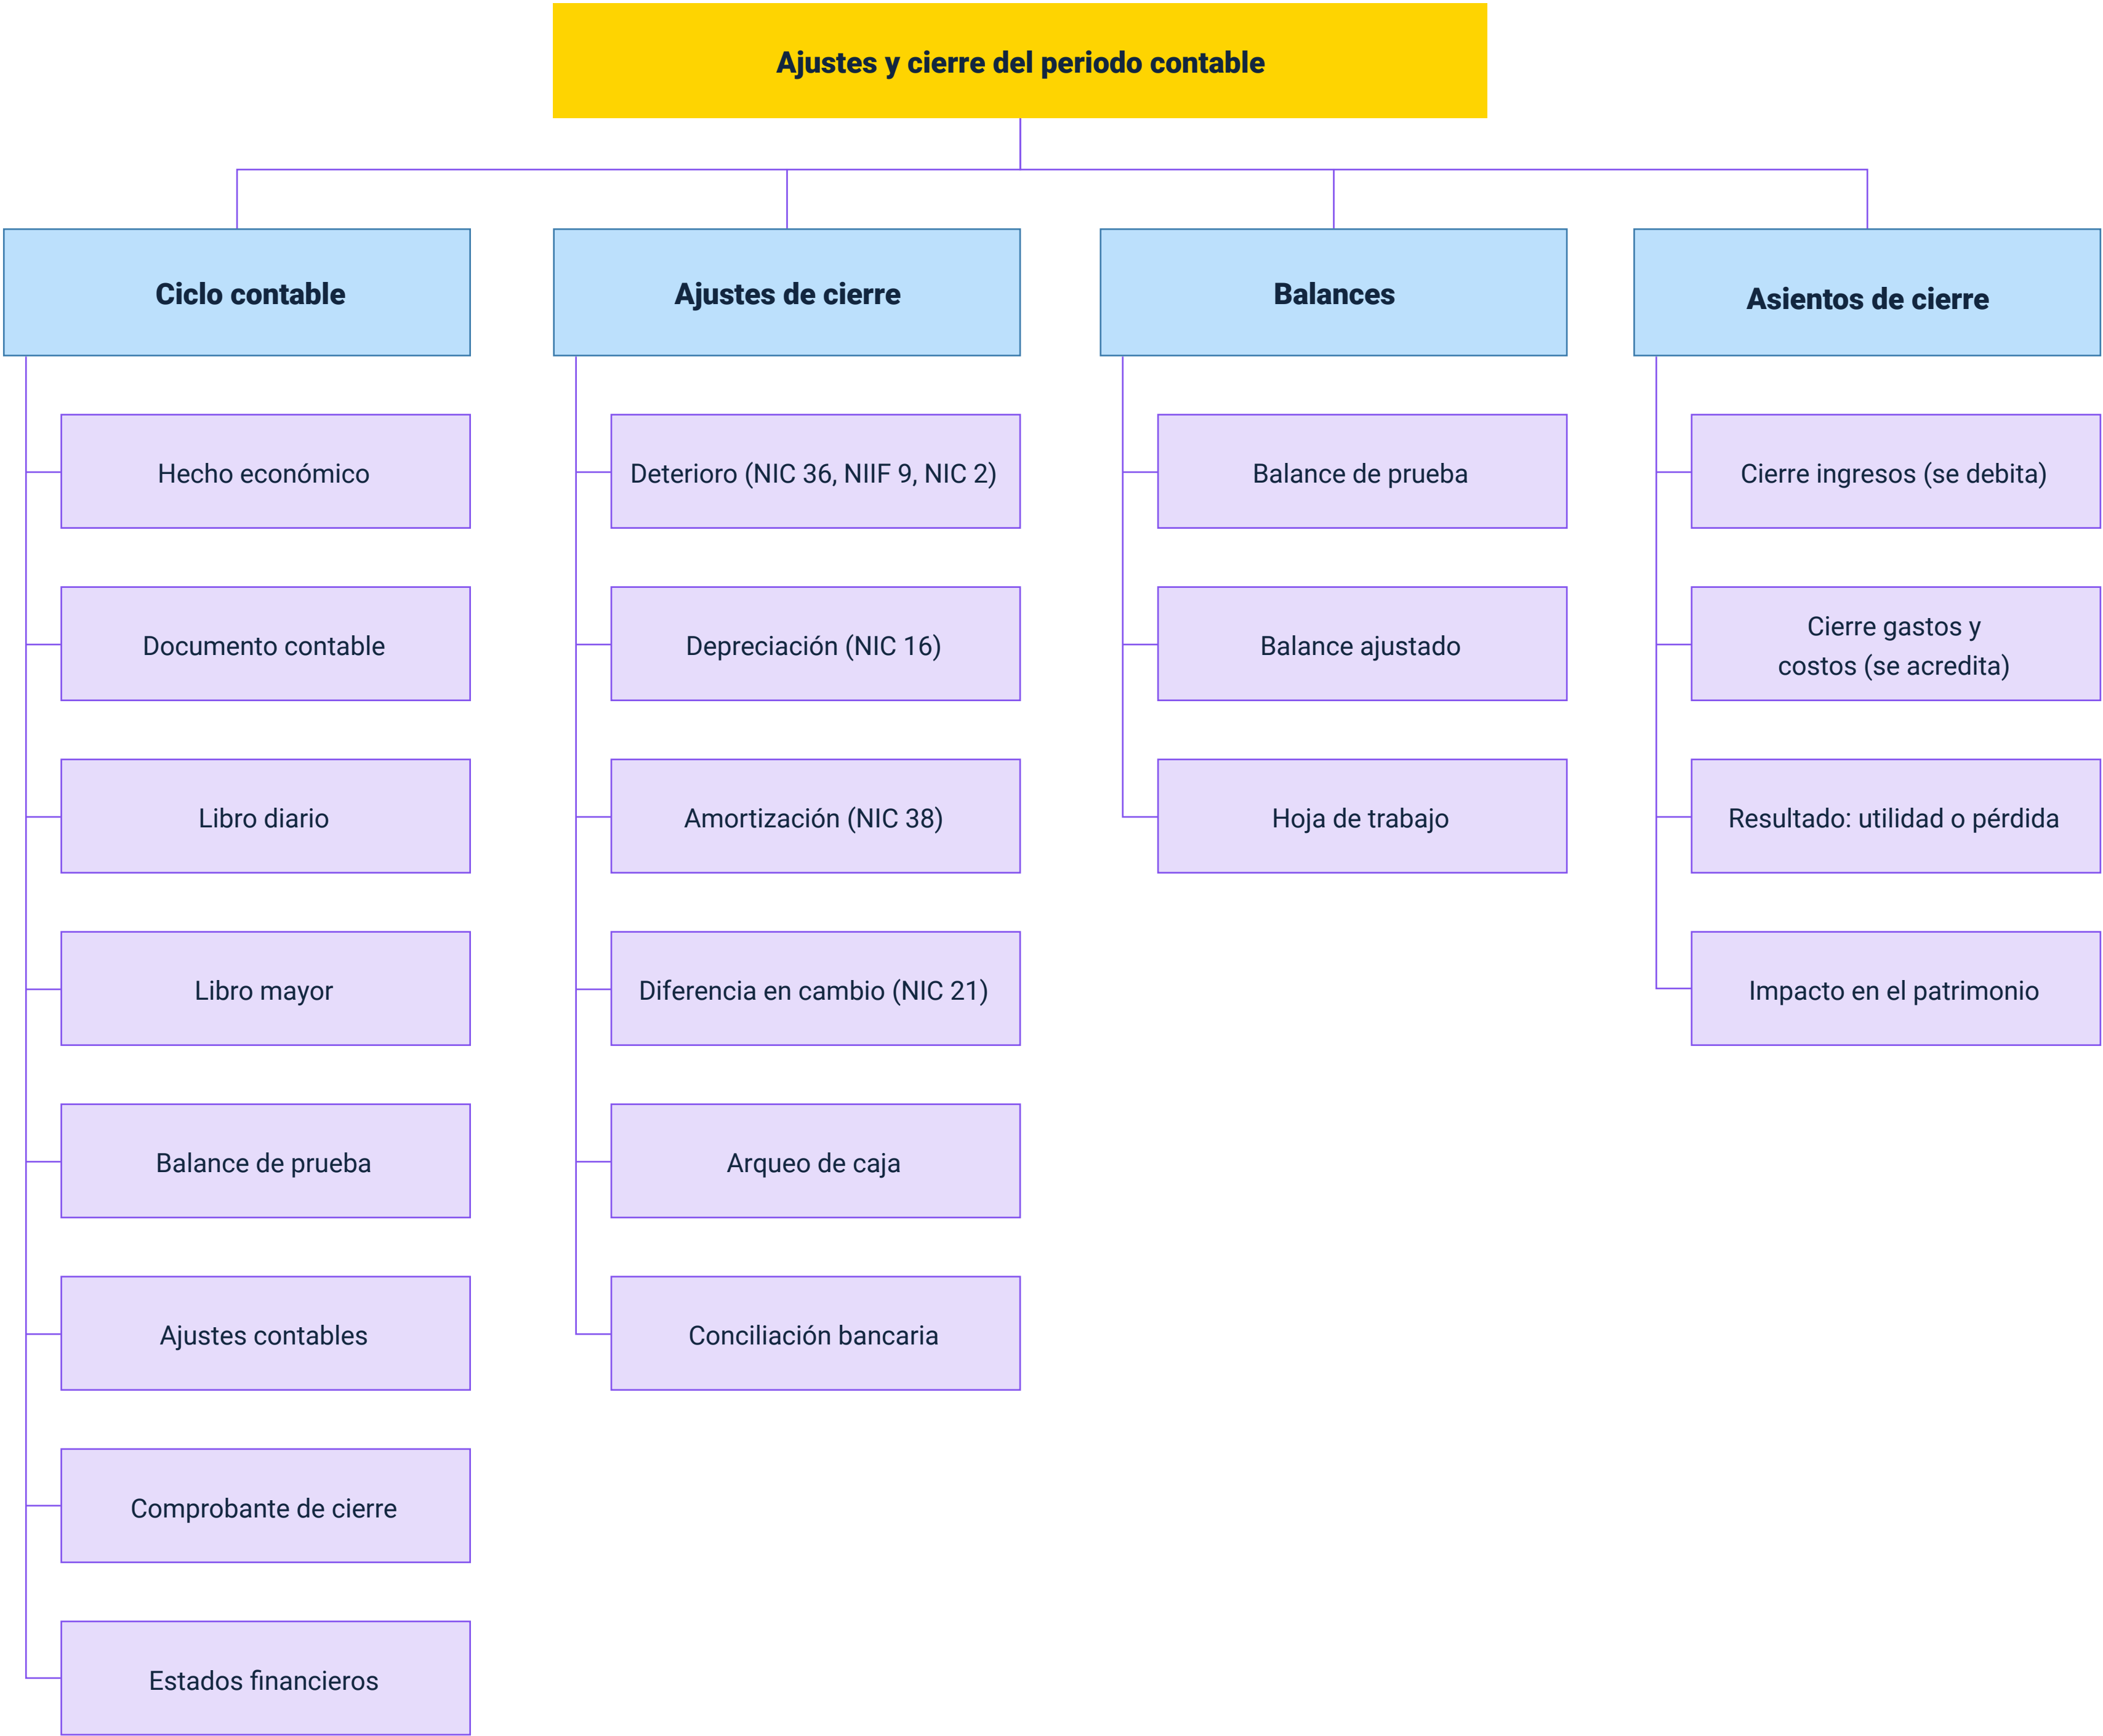 Ajustes y cierre del periodo contable
Ciclo contable
Hecho económico
Documento contable
Libro diario
Libro mayor
Balance de prueba
Ajustes contables
Comprobante de cierre
Estados financieros
Ajustes de cierre
Deterioro (NIC 36, NIIF 9, NIC 2)
Depreciación (NIC 16)
Amortización (NIC 38)
Diferencia en cambio (NIC 21)
Arqueo de caja
Conciliación bancaria
Balances
Balance de prueba
Balance ajustado
Hoja de trabajo
Asientos de cierre
Cierre ingresos (se debita)
Cierre gastos y
costos (se acredita)
Resultado: utilidad o pérdida
Impacto en el patrimonio